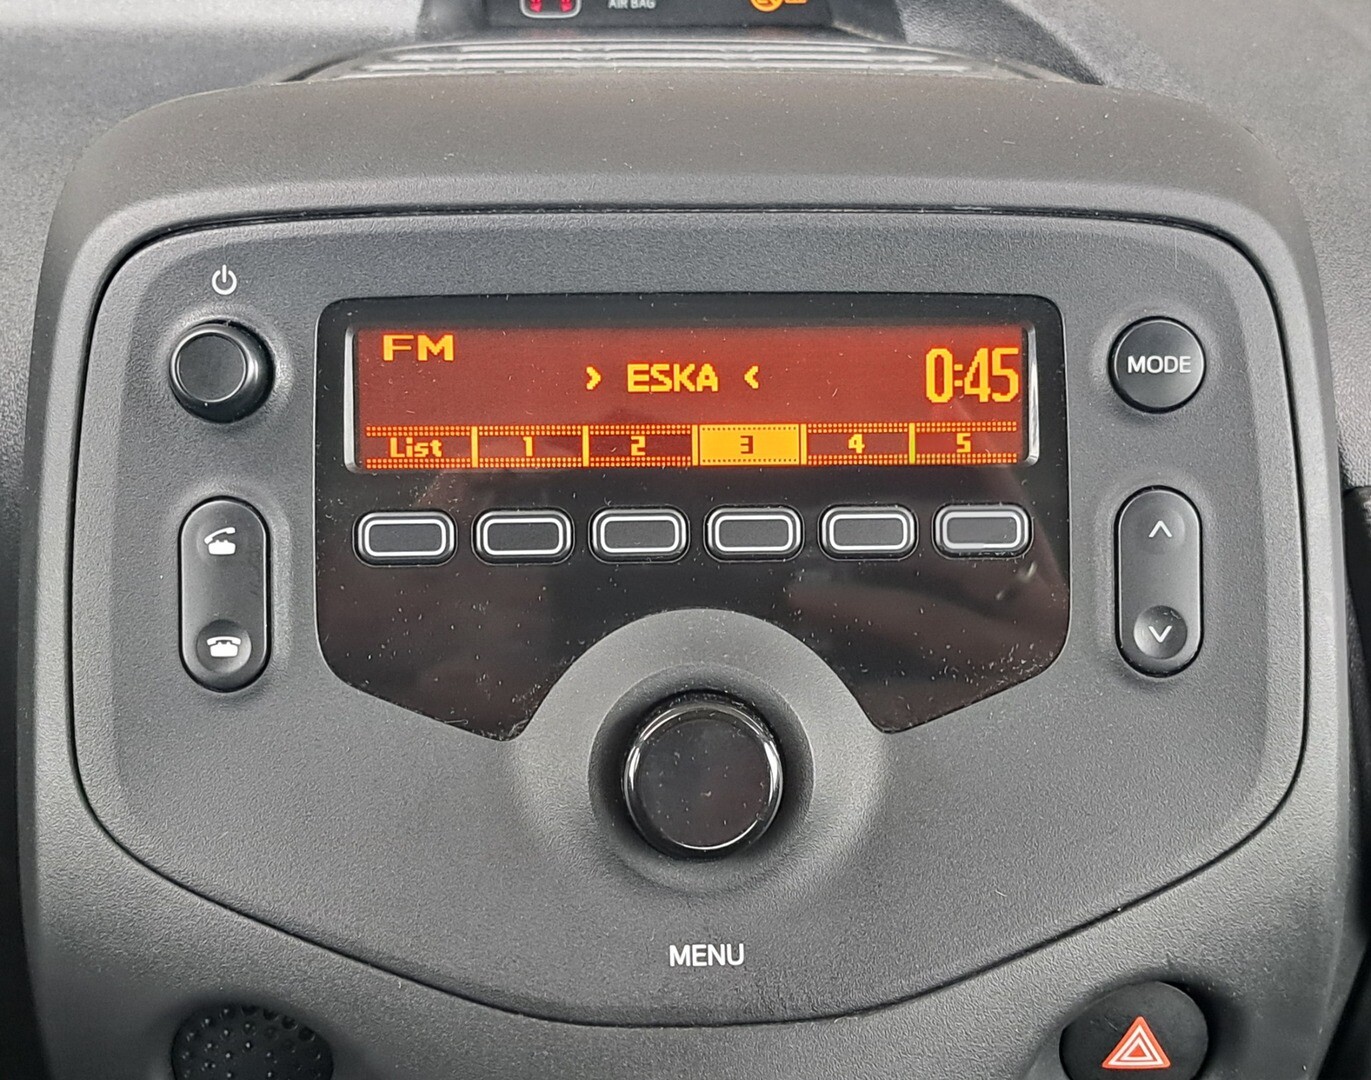 AIR BAG
FM
› ESKA ‹
0:45
List 1 2 3 4 5
MODE
MENU